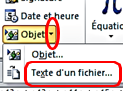 Date et heure
Objet
Équatio
Objet...
Texte d'un fichier...